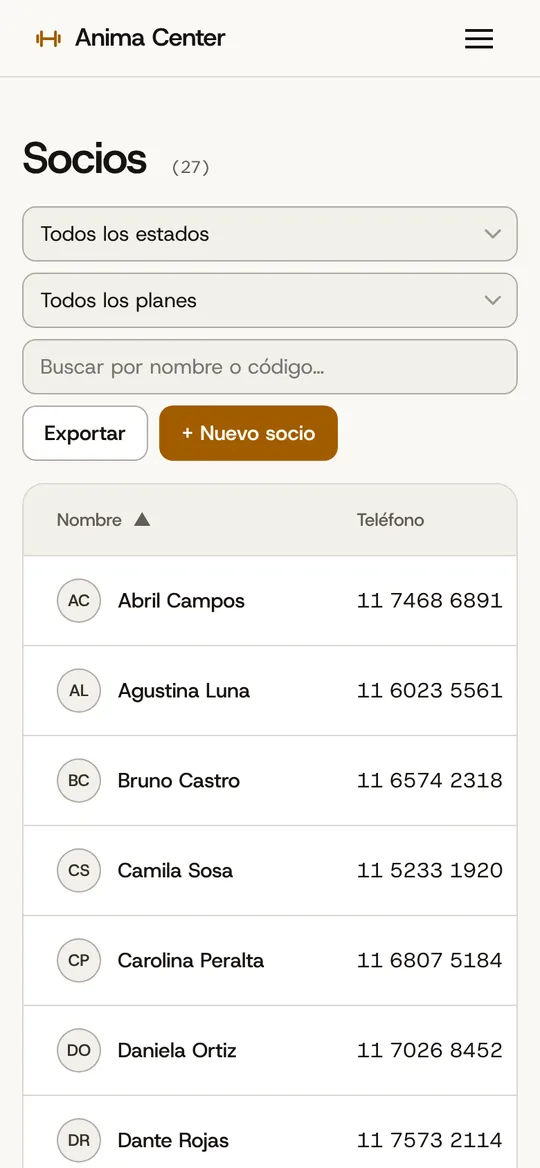 Anima Center
Socios (27)
Todos los estados
Todos los planes
Buscar por nombre o código...
Exportar + Nuevo socio
Nombre ▲ Teléfono
AC Abril Campos 11 7468 6891
AL Agustina Luna 11 6023 5561
BC Bruno Castro 11 6574 2318
CS Camila Sosa 11 5233 1920
CP Carolina Peralta 11 6807 5184
DO Daniela Ortiz 11 7026 8452
DR Dante Rojas 11 7573 2114